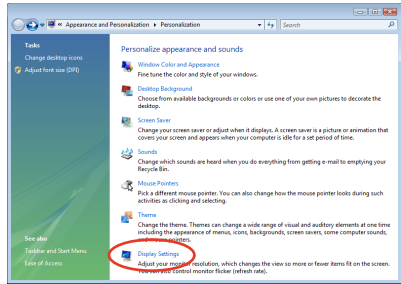 « Appearance and Personalization ▸ Personalization
Search
Tasks
Change desktop icons
Adjust font size (DPI)
See also
Taskbar and Start Menu
Ease of Access
Personalize appearance and sounds
Window Color and Appearance
Fine tune the color and style of your windows.
Desktop Background
Choose from available backgrounds or colors or use one of your own pictures to decorate the
desktop.
Screen Saver
Change your screen saver or adjust when it displays. A screen saver is a picture or animation that
covers your screen and appears when your computer is idle for a set period of time.
Sounds
Change which sounds are heard when you do everything from getting e-mail to emptying your
Recycle Bin.
Mouse Pointers
Pick a different mouse pointer. You can also change how the mouse pointer looks during such
activities as clicking and selecting.
Theme
Change the theme. Themes can change a wide range of visual and auditory elements at one time
including the appearance of menus, icons, backgrounds, screen savers, some computer sounds,
and mouse pointers.
Display Settings
Adjust your monitor resolution, which changes the view so more or fewer items fit on the screen.
You can also control monitor flicker (refresh rate).